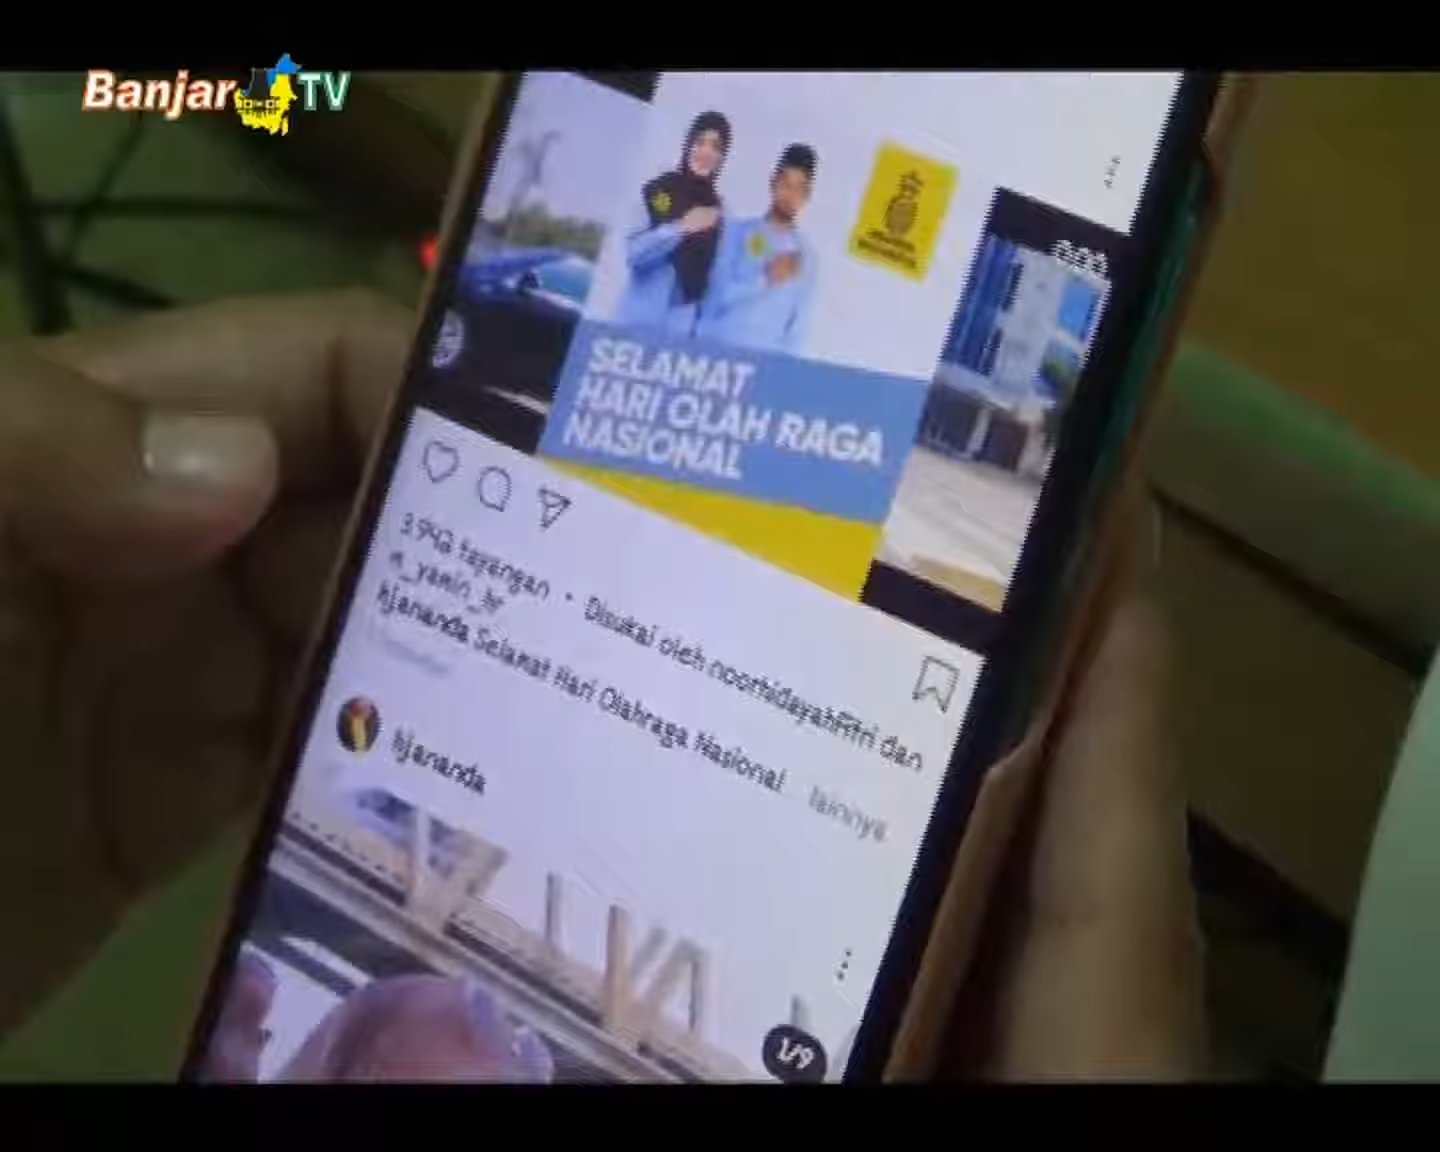 Banjar TV
SELAMAT
HARI OLAH RAGA
NASIONAL
3.942 tayangan • Disukai oleh noorhidayahfitri dan
n_yamin_hr
hjananda Selamat Hari Olahraga Nasional lainnya
hjananda
1/9